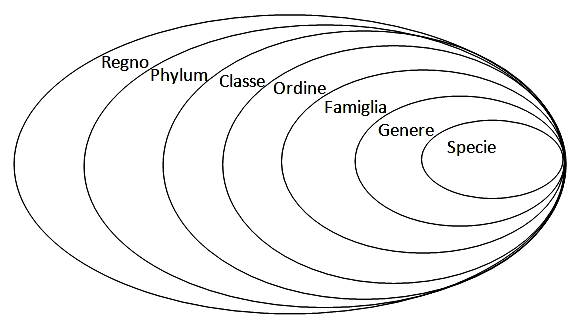 Regno
Phylum
Classe
Ordine
Famiglia
Genere
Specie